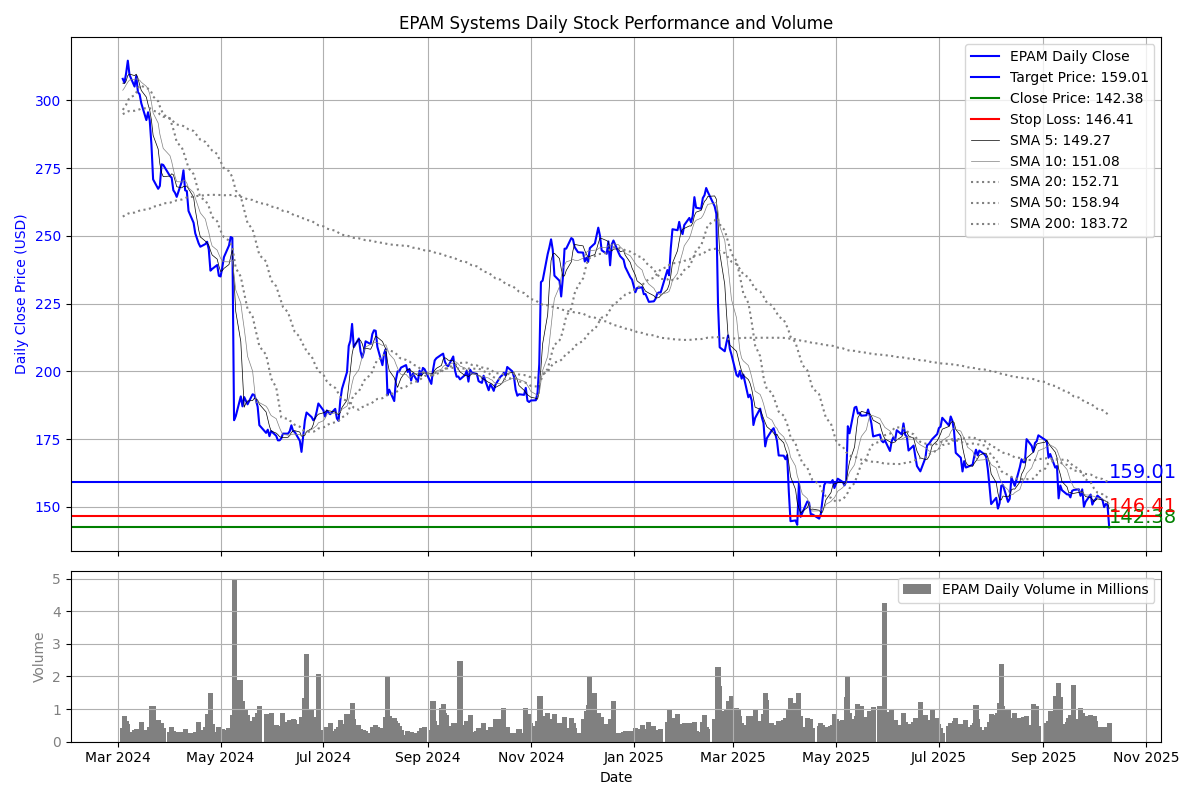 EPAM Systems Daily Stock Performance and Volume
Daily Close Price (USD)
300
275
250
225
200
175
150
EPAM Daily Close
Target Price: 159.01
Close Price: 142.38
Stop Loss: 146.41
SMA 5: 149.27
SMA 10: 151.08
SMA 20: 152.71
SMA 50: 158.94
SMA 200: 183.72
159.01
146.41
142.38
Volume
5
4
3
2
1
0
EPAM Daily Volume in Millions
Mar 2024 May 2024 Jul 2024 Sep 2024 Nov 2024 Jan 2025 Mar 2025 May 2025 Jul 2025 Sep 2025 Nov 2025
Date